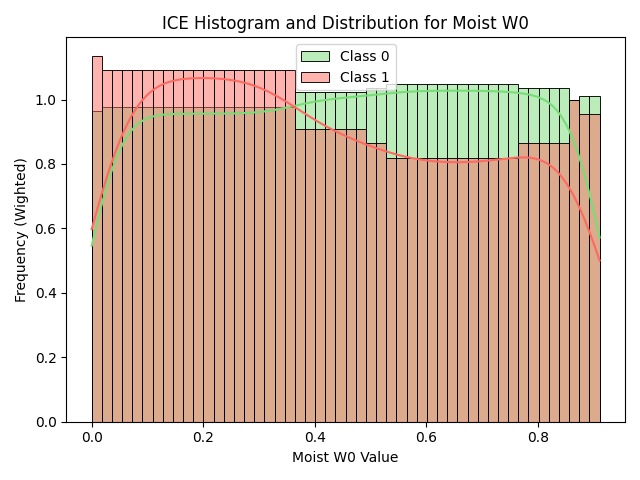 ICE Histogram and Distribution for Moist W0
Class 0
Class 1
Frequency (Wighted)
1.0
0.8
0.6
0.4
0.2
0.0
0.0 0.2 0.4 0.6 0.8
Moist W0 Value